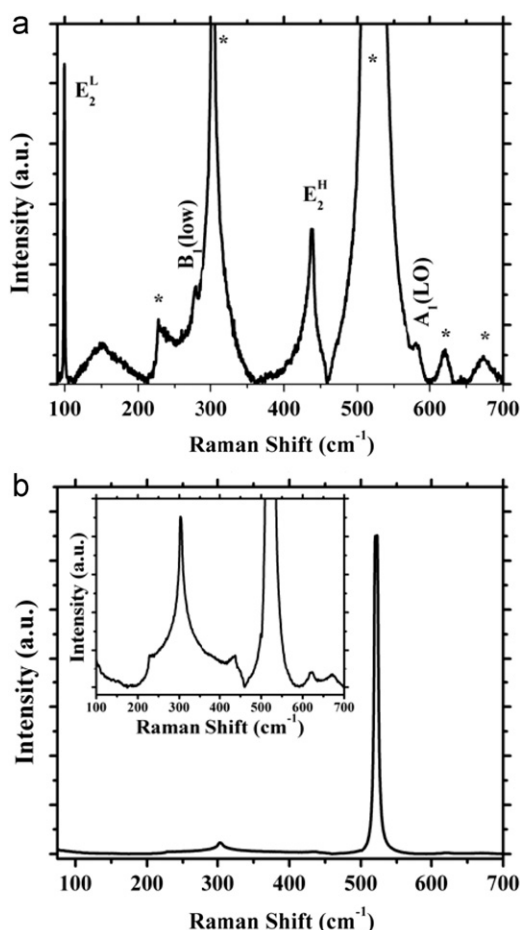 a
*
*
E₂ᴸ
B₁(low)
E₂ᴴ
A₁(LO)
*
*
*
Intensity (a.u.)
100 200 300 400 500 600 700
Raman Shift (cm⁻¹)
b
Intensity (a.u.)
100 200 300 400 500 600 700
Raman Shift (cm⁻¹)
Intensity (a.u.)
100 200 300 400 500 600 700
Raman Shift (cm⁻¹)